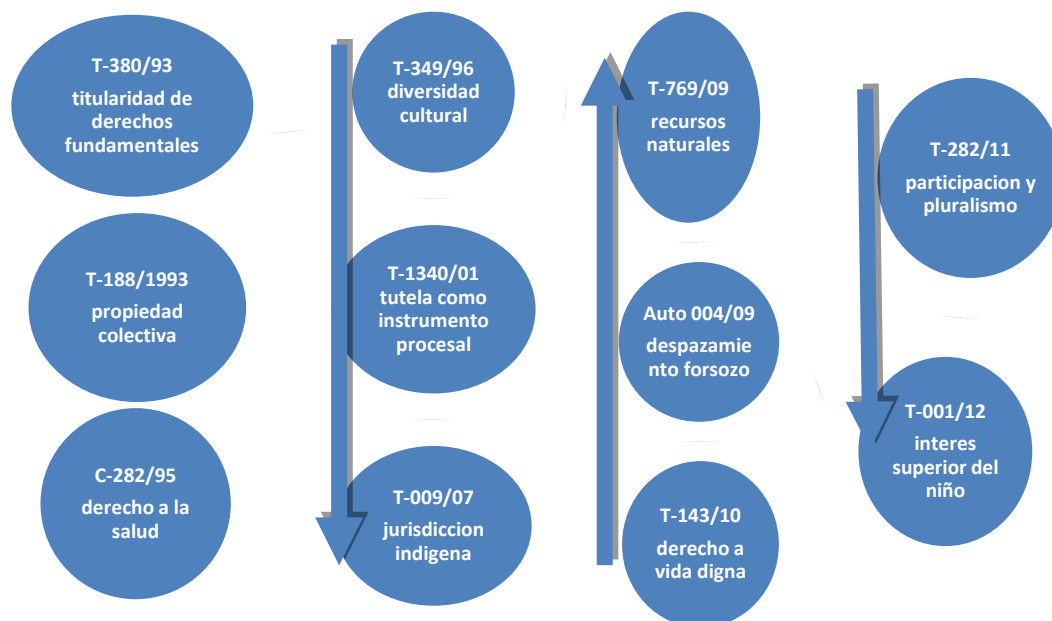 T-380/93
titularidad de
derechos
fundamentales
T-188/1993
propiedad
colectiva
C-282/95
derecho a la
salud
T-349/96
diversidad
cultural
T-1340/01
tutela como
instrumento
procesal
T-009/07
jurisdiccion
indigena
T-769/09
recursos
naturales
Auto 004/09
despazamie
nto forsozo
T-143/10
derecho a
vida digna
T-282/11
participacion y
pluralismo
T-001/12
interes
superior del
niño